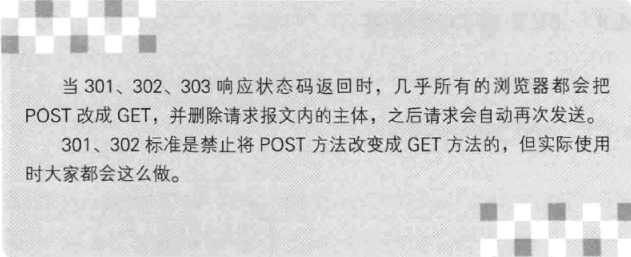 当 301、302、303 响应状态码返回时，几乎所有的浏览器都会把
POST 改成 GET，并删除请求报文内的主体，之后请求会自动再次发送。
301、302 标准是禁止将 POST 方法改变成 GET 方法的，但实际使用
时大家都会这么做。